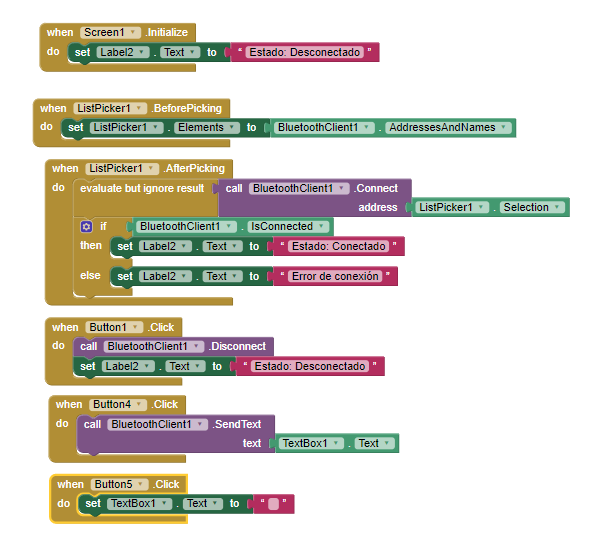 when Screen1 .Initialize
do set Label2 . Text to “ Estado: Desconectado ”
when ListPicker1 .BeforePicking
do set ListPicker1 . Elements to BluetoothClient1 . AddressesAndNames
when ListPicker1 .AfterPicking
do evaluate but ignore result call BluetoothClient1 .Connect
address ListPicker1 . Selection
if BluetoothClient1 . IsConnected
then set Label2 . Text to “ Estado: Conectado ”
else set Label2 . Text to “ Error de conexión ”
when Button1 .Click
do call BluetoothClient1 .Disconnect
set Label2 . Text to “ Estado: Desconectado ”
when Button4 .Click
do call BluetoothClient1 .SendText
text TextBox1 . Text
when Button5 .Click
do set TextBox1 . Text to “ ”